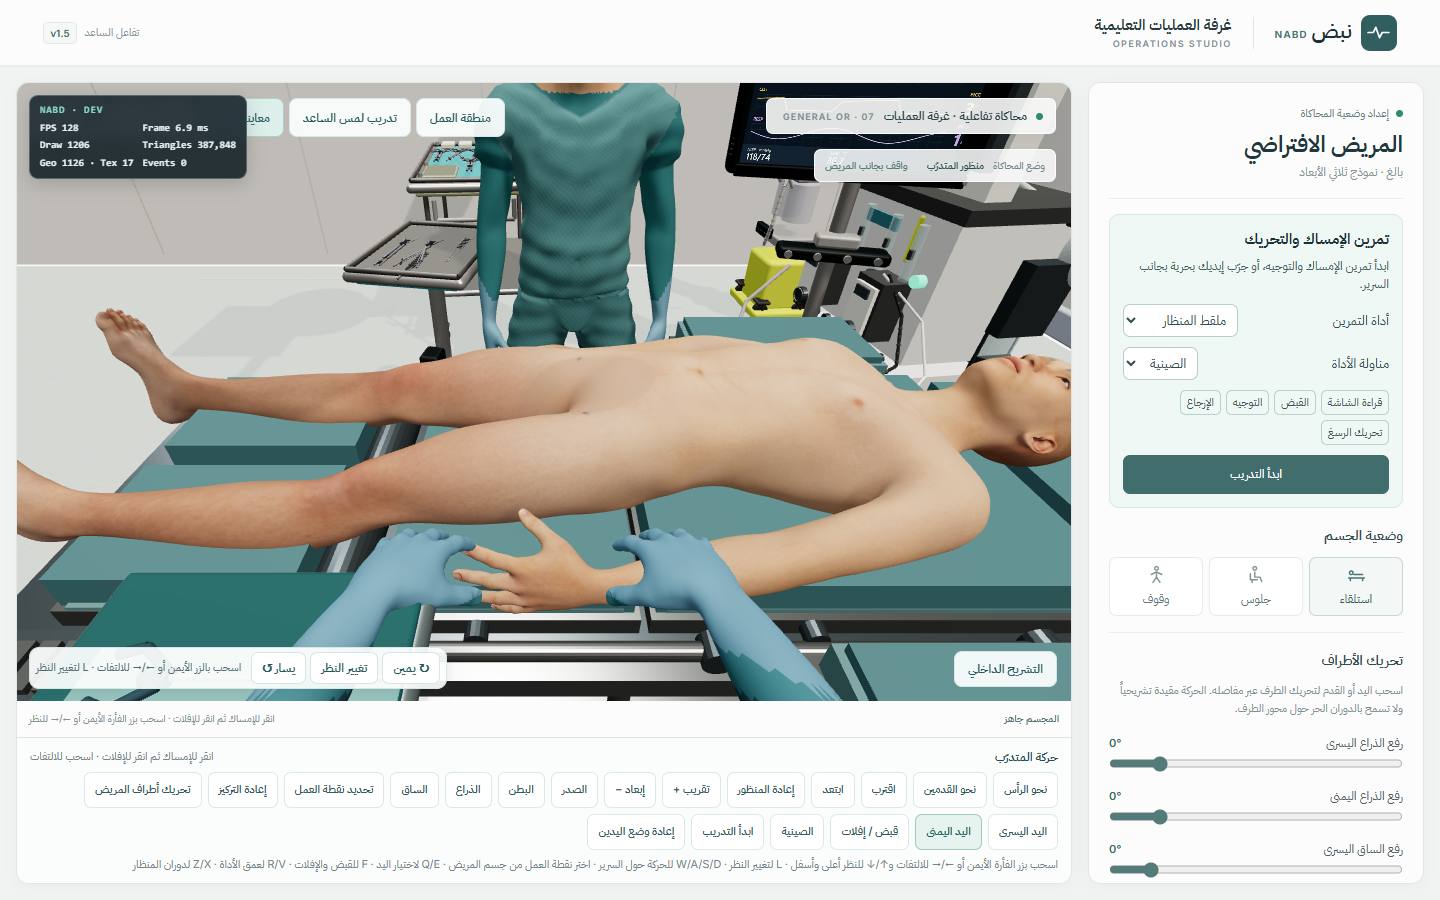 نبض NABD
غرفة العمليات التعليمية
OPERATIONS STUDIO
تفاعل الساعد
v1.5
إعداد وضعية المحاكاة
المريض الافتراضي
بالغ · نموذج ثلاثي الأبعاد
تمرين الإمساك والتحريك
ابدأ تمرين الإمساك والتوجيه، أو جرّب إيديك بحرية بجانب
السرير.
أداة التمرين
ملقط المنظار
مناولة الأداة
الصينية
قراءة الشاشة
القبض
التوجيه
الإرجاع
تحريك الرسغ
ابدأ التدريب
وضعية الجسم
استلقاء
جلوس
وقوف
تحريك الأطراف
اسحب اليد أو القدم لتحريك الطرف عبر مفاصله. الحركة مقيدة تشريحياً
ولا تسمح بالدوران الحر حول محور الطرف.
رفع الذراع اليسرى
0°
رفع الذراع اليمنى
0°
رفع الساق اليسرى
0°
محاكاة تفاعلية · غرفة العمليات GENERAL OR · 07
وضع المحاكاة
منظور المتدرّب
واقف بجانب المريض
118/74
منطقة العمل
تدريب لمس الساعد
NABD · DEV
FPS 128 Frame 6.9 ms
Draw 1206 Triangles 387,848
Geo 1126 · Tex 17 Events 0
التشريح الداخلي
↻ يمين
تغيير النظر
يسار ↺
اسحب بالزر الأيمن أو ←/→ للالتفات · L لتغيير النظر
المجسم جاهز
انقر للإمساك ثم انقر للإفلات · اسحب بزر الفأرة الأيمن أو ←/→ للنظر
حركة المتدرّب
انقر للإمساك ثم انقر للإفلات · اسحب للالتفات
نحو الرأس
نحو القدمين
اقترب
ابتعد
إعادة المنظور
تقريب +
إبعاد −
الصدر
البطن
الذراع
الساق
تحديد نقطة العمل
إعادة التركيز
تحريك أطراف المريض
اليد اليسرى
اليد اليمنى
قبض / إفلات
الصينية
ابدأ التدريب
إعادة وضع اليدين
اسحب بزر الفأرة الأيمن أو ←/→ للالتفات و↑/↓ للنظر أعلى وأسفل · L لتغيير النظر · W/A/S/D للحركة حول السرير · اختر نقطة العمل من جسم المريض · Q/E لاختيار اليد · F للقبض والإفلات · R/V لعمق الأداة · Z/X لدوران المنظار